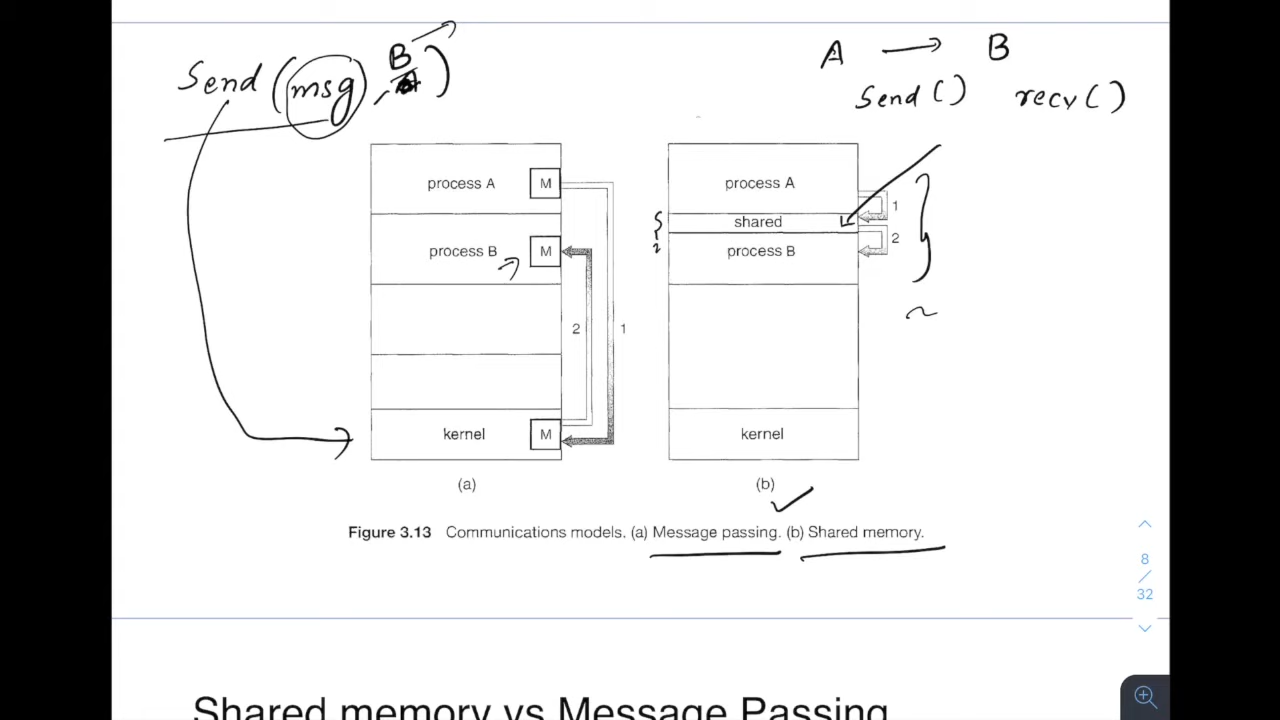 Send (msg, B)
A → B
Send ( ) recv ( )
process A M
process B M
2 1
kernel M
(a)
process A
shared
process B
1
2
kernel
(b)
Figure 3.13 Communications models. (a) Message passing. (b) Shared memory.
8
/
32
Shared memory vs Message Passing